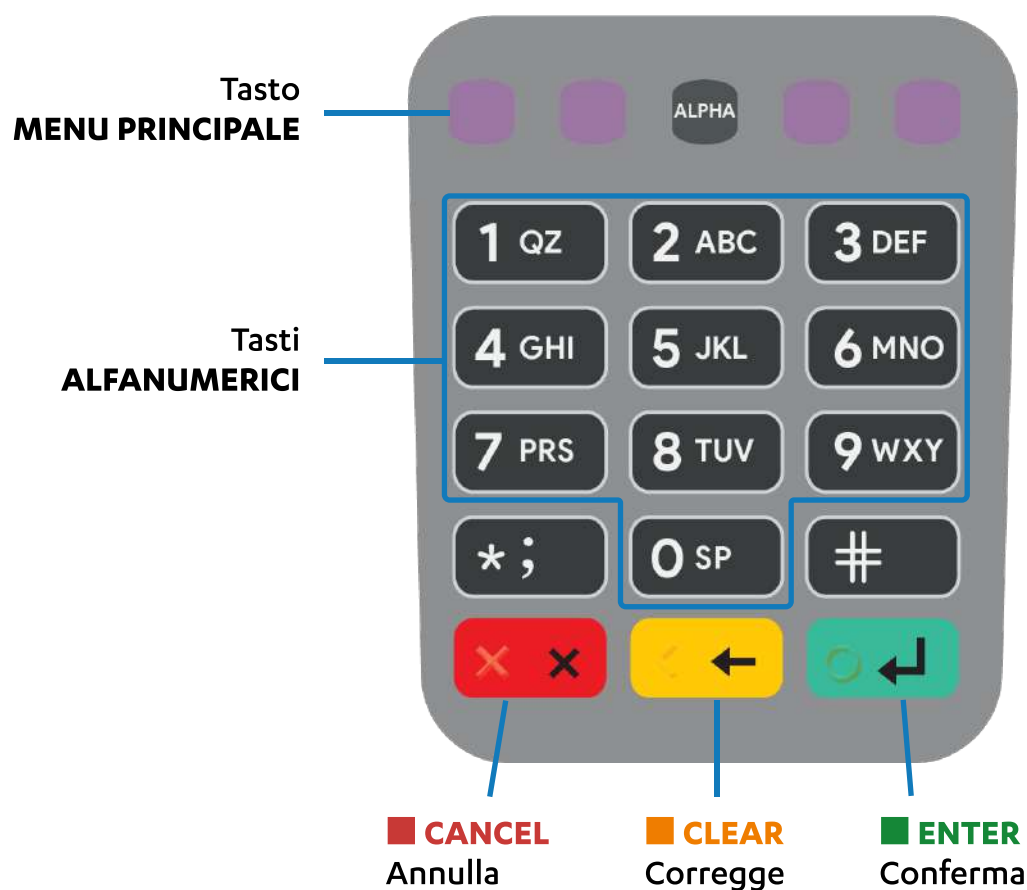 Tasto
MENU PRINCIPALE
ALPHA
1 QZ
2 ABC
3 DEF
Tasti
ALFANUMERICI
4 GHI
5 JKL
6 MNO
7 PRS
8 TUV
9 WXY
*;
0 SP
#
CANCEL
Annulla
CLEAR
Corregge
ENTER
Conferma